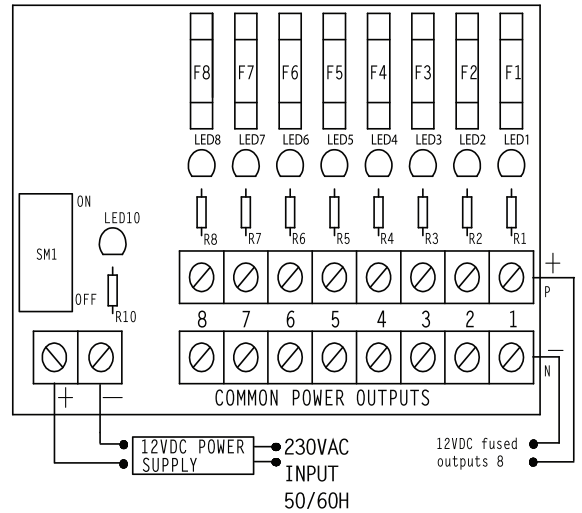 F8 F7 F6 F5 F4 F3 F2 F1
LED8 LED7 LED6 LED5 LED4 LED3 LED2 LED1
ON
LED10
SM1
R8 R7 R6 R5 R4 R3 R2 R1
+
P
OFF
R10
8 7 6 5 4 3 2 1
—
N
+ —
COMMON POWER OUTPUTS
12VDC POWER
SUPPLY
230VAC
INPUT
50/60H
12VDC fused
outputs 8